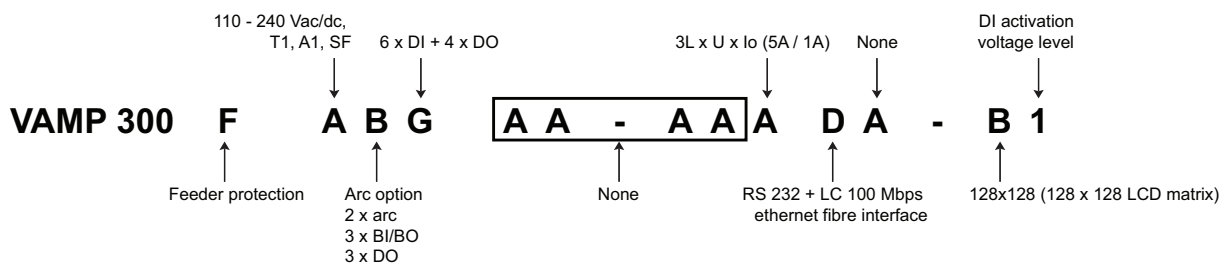 110 - 240 Vac/dc,
T1, A1, SF
6 x DI + 4 x DO
3L x U x Io (5A / 1A)
None
DI activation
voltage level
VAMP 300 F A B G A A - A A A D A - B 1
Feeder protection
Arc option
2 x arc
3 x BI/BO
3 x DO
None
RS 232 + LC 100 Mbps
ethernet fibre interface
128x128 (128 x 128 LCD matrix)